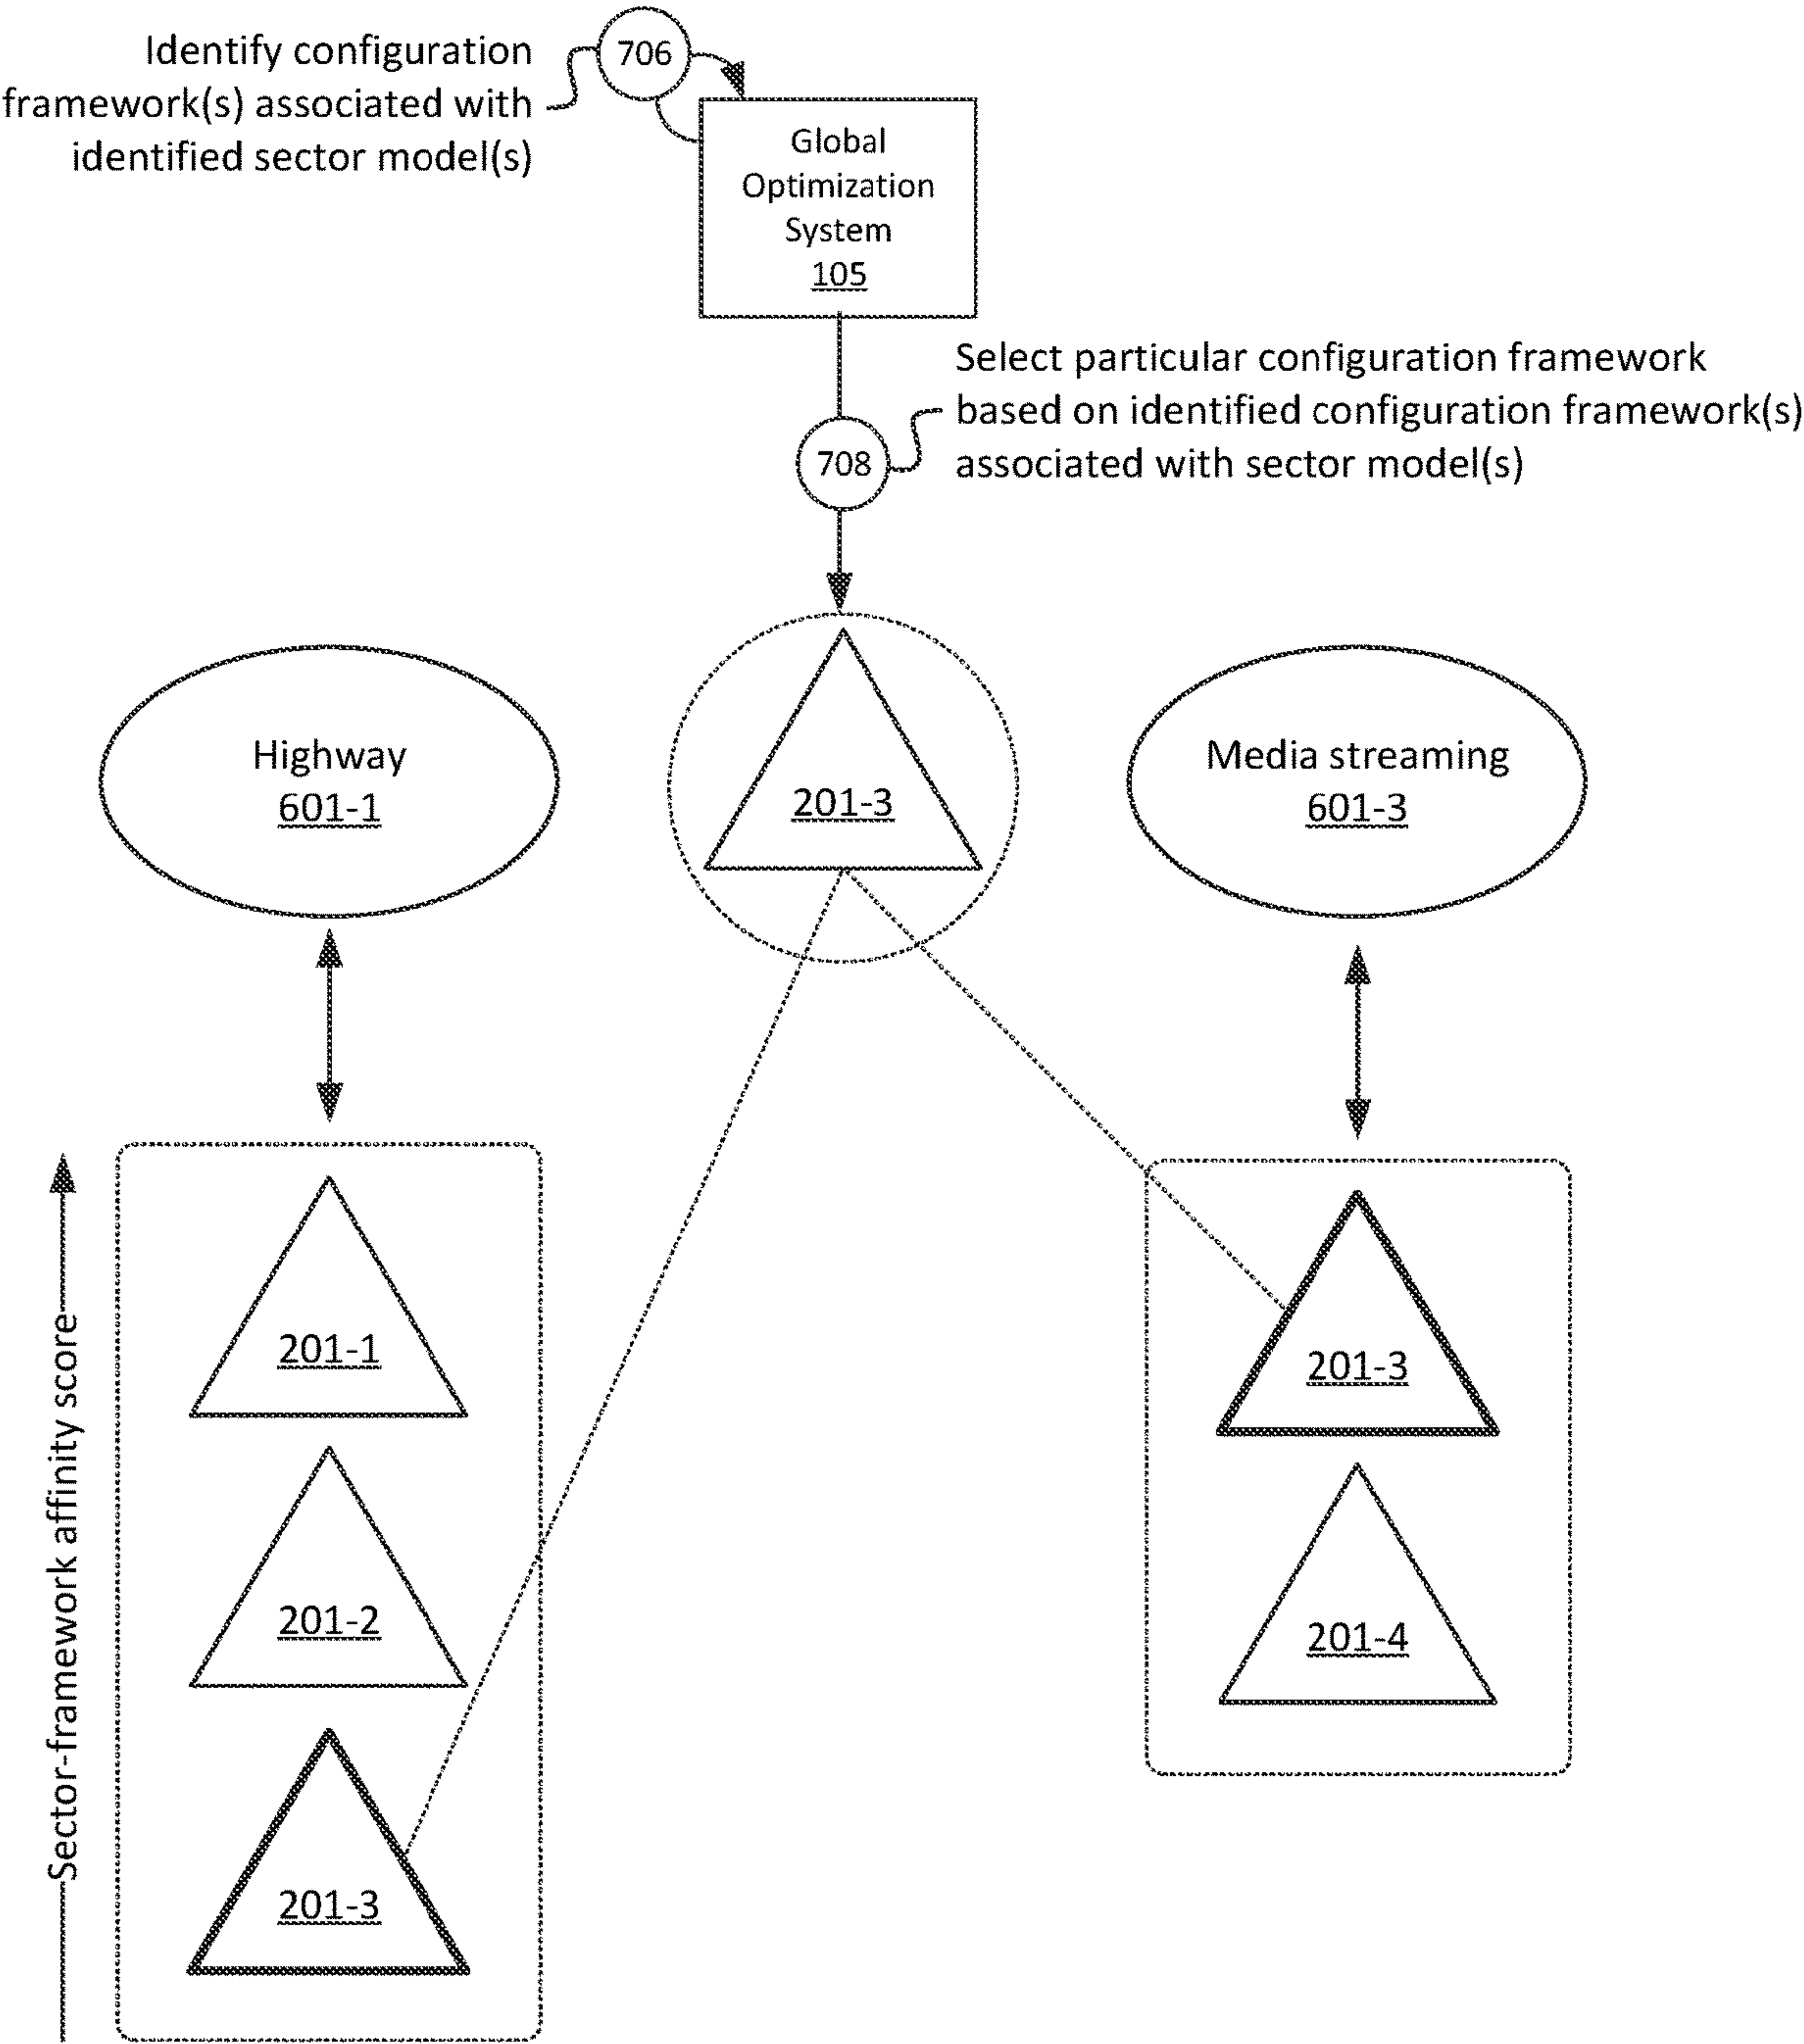 Identify configuration
framework(s) associated with
identified sector model(s)
706
Global
Optimization
System
105
Select particular configuration framework
based on identified configuration framework(s)
associated with sector model(s)
708
Highway
601-1
201-3
Media streaming
601-3
Sector-framework affinity score
201-1
201-2
201-3
201-3
201-4